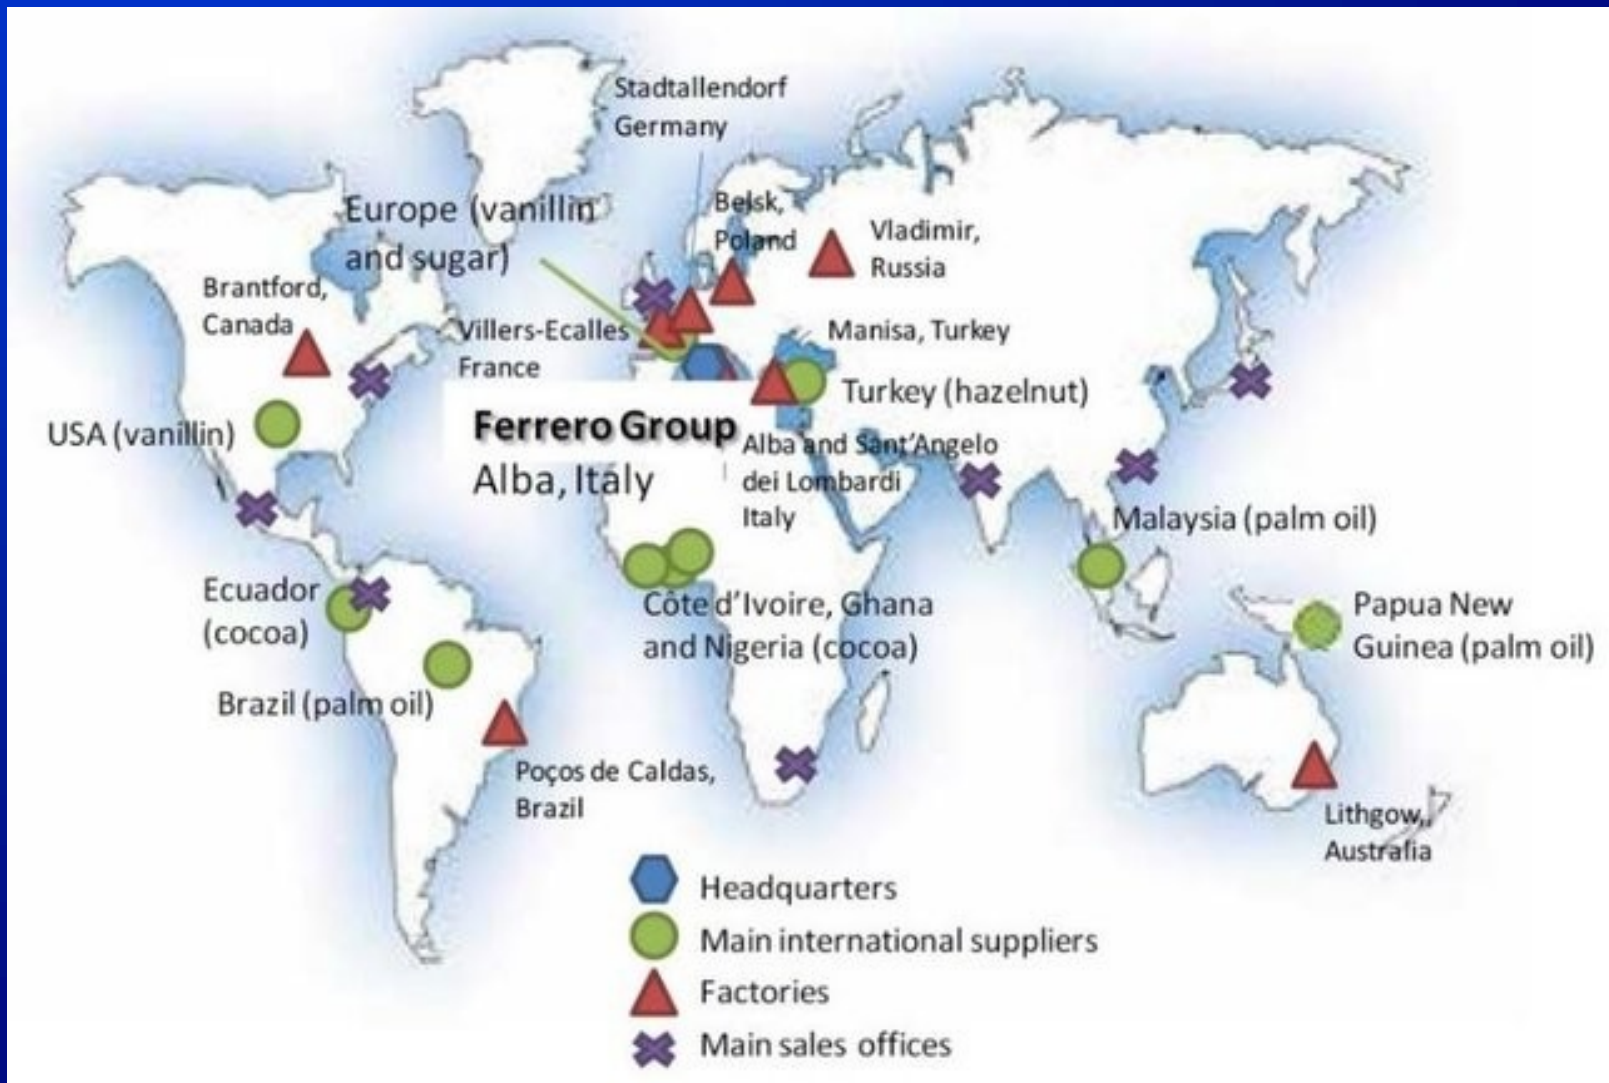 Stadtallendorf
Germany
Europe (vanillin
and sugar)
Belsk,
Poland
Vladimir,
Russia
Brantford,
Canada
Villers-Ecalles
France
Manisa, Turkey
Turkey (hazelnut)
USA (vanillin)
Ferrero Group
Alba, Italy
Alba and Sant'Angelo
dei Lombardi
Italy
Malaysia (palm oil)
Ecuador
(cocoa)
Côte d'Ivoire, Ghana
and Nigeria (cocoa)
Papua New
Guinea (palm oil)
Brazil (palm oil)
Poços de Caldas,
Brazil
Lithgow,
Australia
Headquarters
Main international suppliers
Factories
Main sales offices